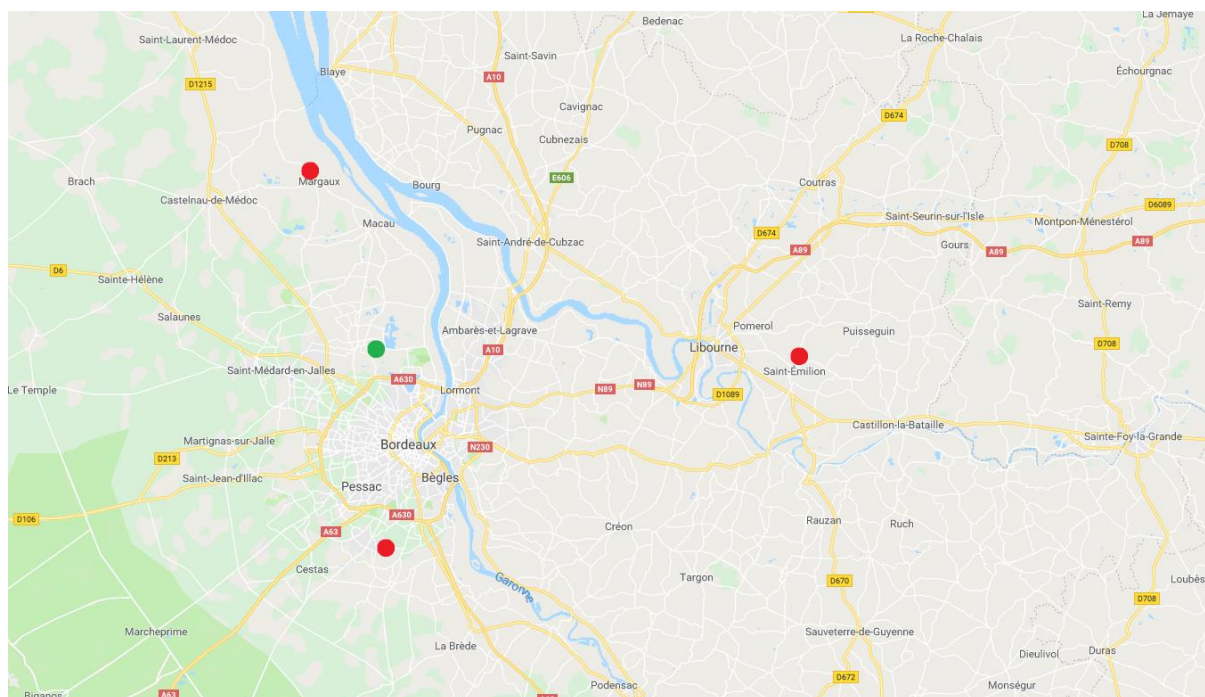 La Jemaye
Bedenac
La Roche-Chalais
Saint-Laurent-Médoc
Saint-Savin
Blaye
Échourgnac
A10
D1215
Cavignac
D674
Pugnac
Cubnezais
D708
E606
Brach
Margaux
Bourg
Coutras
Castelnau-de-Médoc
D6089
Saint-Seurin-sur-l'Isle
Montpon-Ménestérol
Macau
D674
Saint-André-de-Cubzac
Gours
A89
A89
A89
D6
Sainte-Hélène
Saint-Remy
Salaunes
Pomerol
Ambarès-et-Lagrave
Puisseguin
D708
Libourne
A10
Saint-Médard-en-Jalles
Saint-Émilion
A630
Le Temple
Lormont
N89
N89
D1089
Castillon-la-Bataille
Martignas-sur-Jalle
Bordeaux
Sainte-Foy-la-Grande
N230
D213
Saint-Jean-d'Illac
Bègles
Pessac
D106
A630
Rauzan
Ruch
Créon
A63
Cestas
Targon
Garonne
D670
Loubès
D708
Marcheprime
Sauveterre-de-Guyenne
La Brède
Dieulivol
Duras
D672
Podensac
Monségur
Biganos
A63